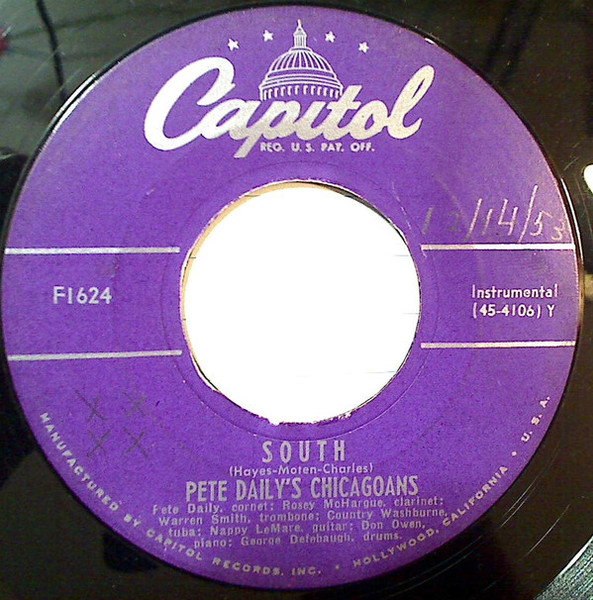 Capitol
REG. U.S. PAT. OFF.
12/14/53
F1624
Instrumental
(45-4106) Y
SOUTH
(Hayes-Moten-Charles)
PETE DAILY'S CHICAGOANS
Pete Daily, cornet: Rosey McHargue, clarinet:
Warren Smith, trombone: Country Washburne,
tuba: Nappy LeMare, guitar: Don Owen,
piano: George Defebaugh, drums.
MANUFACTURED BY CAPITOL RECORDS, INC. • HOLLYWOOD, CALIFORNIA • U.S.A.